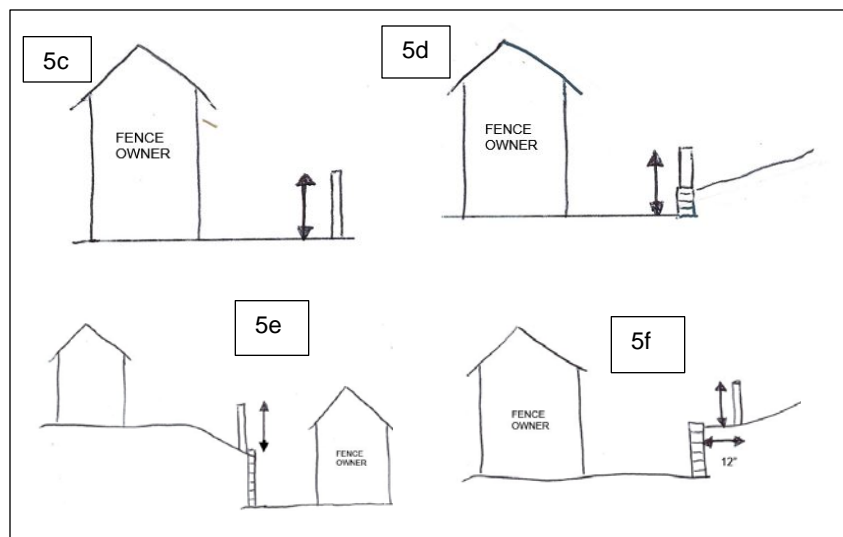 5c
FENCE
OWNER
5d
FENCE
OWNER
5e
FENCE
OWNER
5f
FENCE
OWNER
12"